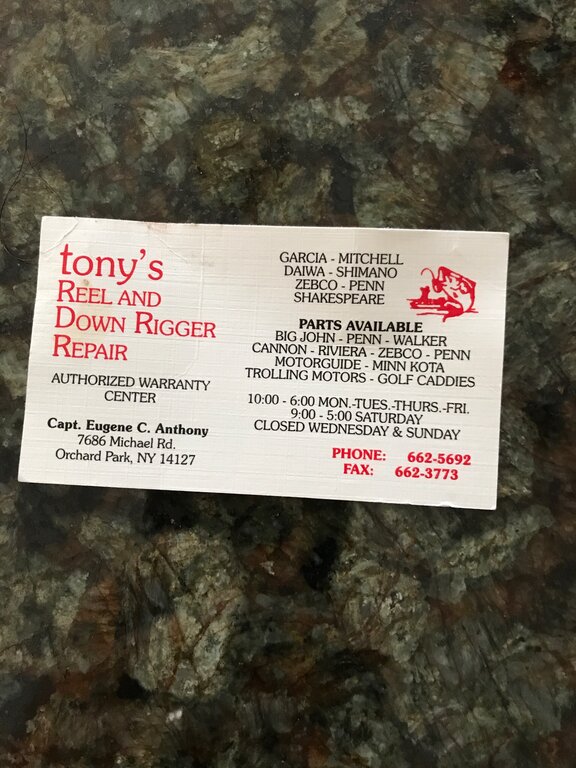 tony's
REEL AND
DOWN RIGGER
REPAIR
AUTHORIZED WARRANTY
CENTER
Capt. Eugene C. Anthony
7686 Michael Rd.
Orchard Park, NY 14127
GARCIA - MITCHELL
DAIWA - SHIMANO
ZEBCO - PENN
SHAKESPEARE
PARTS AVAILABLE
BIG JOHN - PENN - WALKER
CANNON - RIVIERA - ZEBCO - PENN
MOTORGUIDE - MINN KOTA
TROLLING MOTORS - GOLF CADDIES
10:00 - 6:00 MON.-TUES.-THURS.-FRI.
9:00 - 5:00 SATURDAY
CLOSED WEDNESDAY & SUNDAY
PHONE: 662-5692
FAX: 662-3773